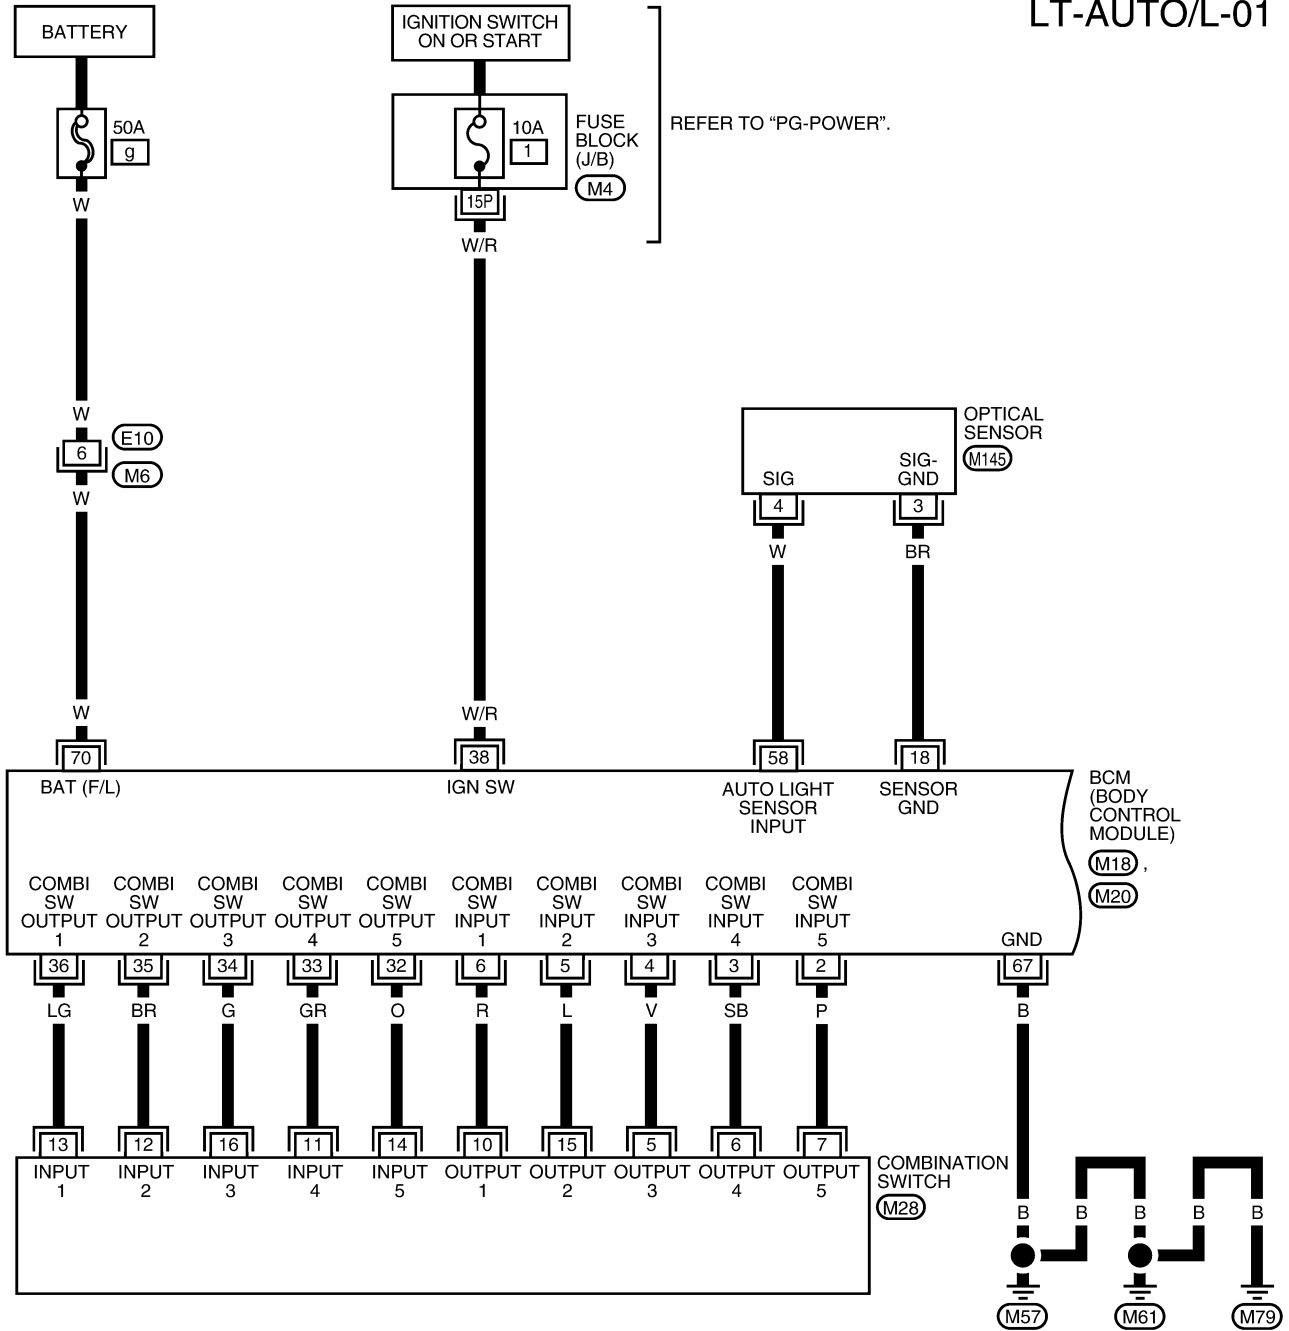 LT-AUTO/L-01
BATTERY
IGNITION SWITCH
ON OR START
50A
g
10A
1
FUSE
BLOCK
(J/B)
M4
REFER TO “PG-POWER”.
15P
W
W/R
W
6
E10
M6
W
OPTICAL
SENSOR
M145
SIG
SIG-
GND
4
3
W
BR
W
W/R
70
38
58
18
BAT (F/L)
IGN SW
AUTO LIGHT
SENSOR
INPUT
SENSOR
GND
BCM
(BODY
CONTROL
MODULE)
M18 ,
M20
COMBI
SW
OUTPUT
1
COMBI
SW
OUTPUT
2
COMBI
SW
OUTPUT
3
COMBI
SW
OUTPUT
4
COMBI
SW
OUTPUT
5
COMBI
SW
INPUT
1
COMBI
SW
INPUT
2
COMBI
SW
INPUT
3
COMBI
SW
INPUT
4
COMBI
SW
INPUT
5
GND
36 35 34 33 32 6 5 4 3 2 67
LG BR G GR O R L V SB P B
13 12 16 11 14 10 15 5 6 7
INPUT
1
INPUT
2
INPUT
3
INPUT
4
INPUT
5
OUTPUT
1
OUTPUT
2
OUTPUT
3
OUTPUT
4
OUTPUT
5
COMBINATION
SWITCH
M28
B B B B B
M57 M61 M79